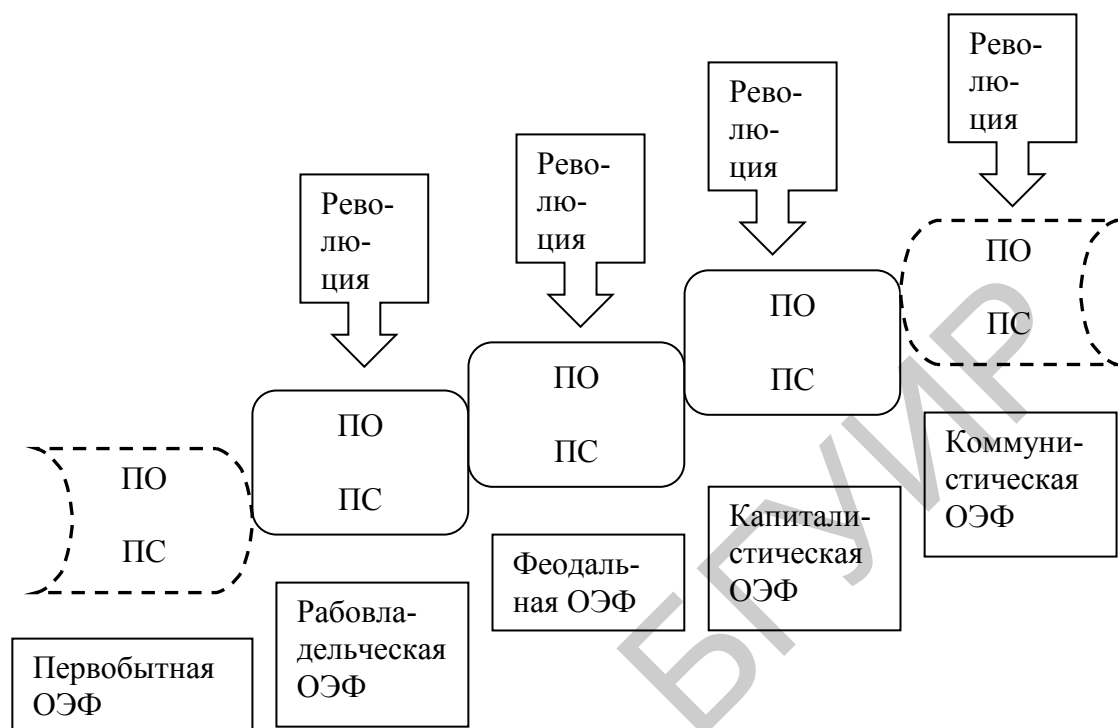 Рево-
лю-
ция
Рево-
лю-
ция
Рево-
лю-
ция
Рево-
лю-
ция
ПО
ПС
ПО
ПС
ПО
ПС
ПО
ПС
ПО
ПС
Первобытная
ОЭФ
Рабовла-
дельческая
ОЭФ
Феодаль-
ная ОЭФ
Капитали-
стическая
ОЭФ
Коммуни-
стическая
ОЭФ
БГУИР